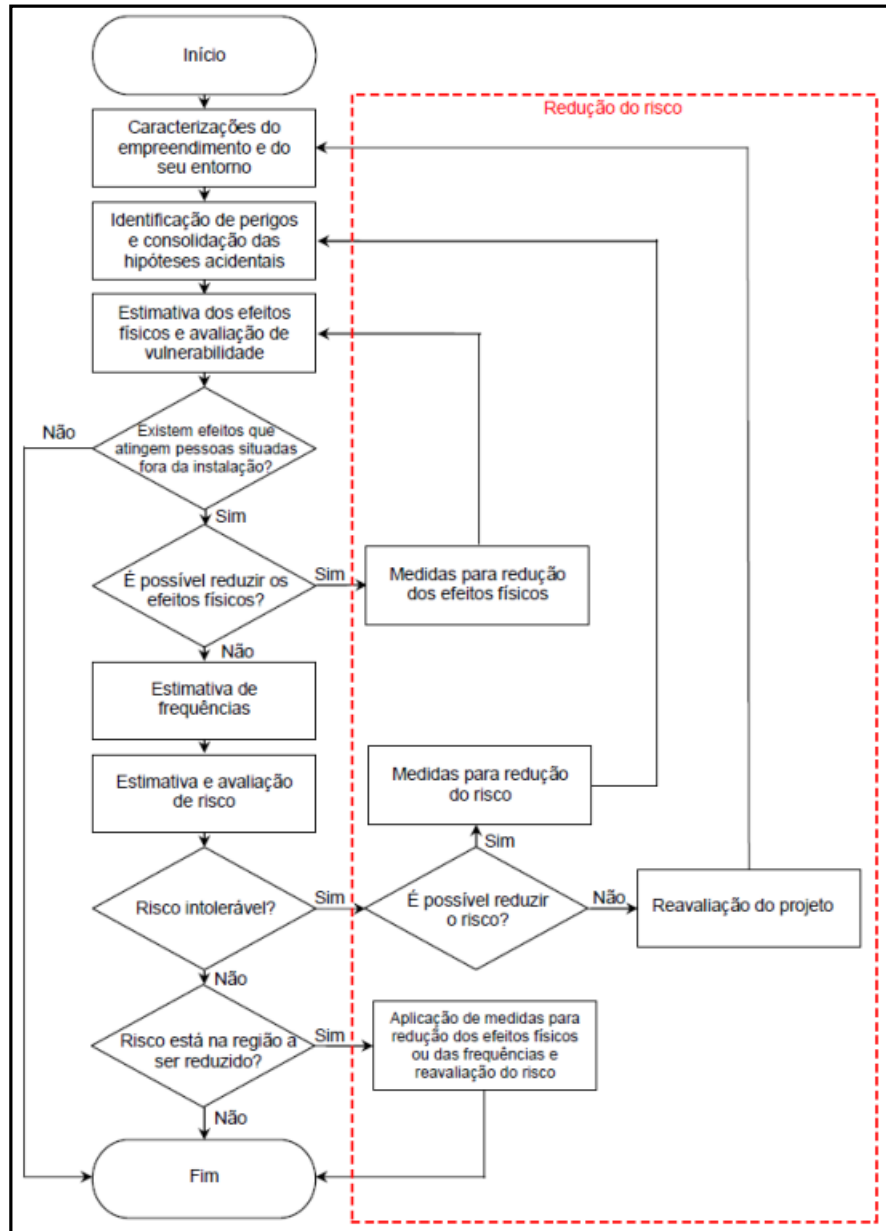 Início
Redução do risco
Caracterizações do
empreendimento e do
seu entorno
Identificação de perigos
e consolidação das
hipóteses acidentais
Estimativa dos efeitos
físicos e avaliação de
vulnerabilidade
Não
Existem efeitos que
atingem pessoas situadas
fora da instalação?
Sim
É possível reduzir os
efeitos físicos?
Sim
Medidas para redução
dos efeitos físicos
Não
Estimativa de
frequências
Estimativa e avaliação
de risco
Medidas para redução
do risco
Sim
Risco intolerável?
Sim
É possível reduzir
o risco?
Não
Reavaliação do projeto
Não
Risco está na região a
ser reduzido?
Sim
Aplicação de medidas para
redução dos efeitos físicos
ou das frequências e
reavaliação do risco
Não
Fim